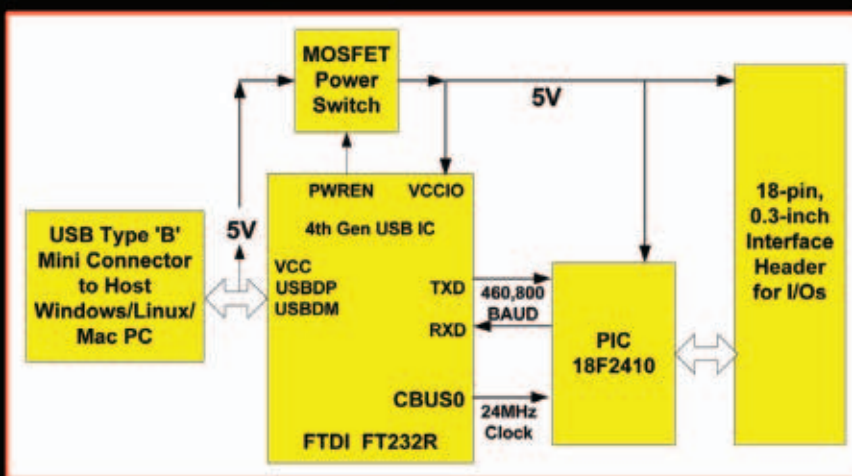 MOSFET
Power
Switch
5V
5V
USB Type 'B'
Mini Connector
to Host
Windows/Linux/
Mac PC
PWREN VCCIO
4th Gen USB IC
VCC
USBDP
USBDM
TXD
RXD
CBUS0
FTDI FT232R
460,800
BAUD
24MHz
Clock
PIC
18F2410
18-pin,
0.3-inch
Interface
Header
for I/Os